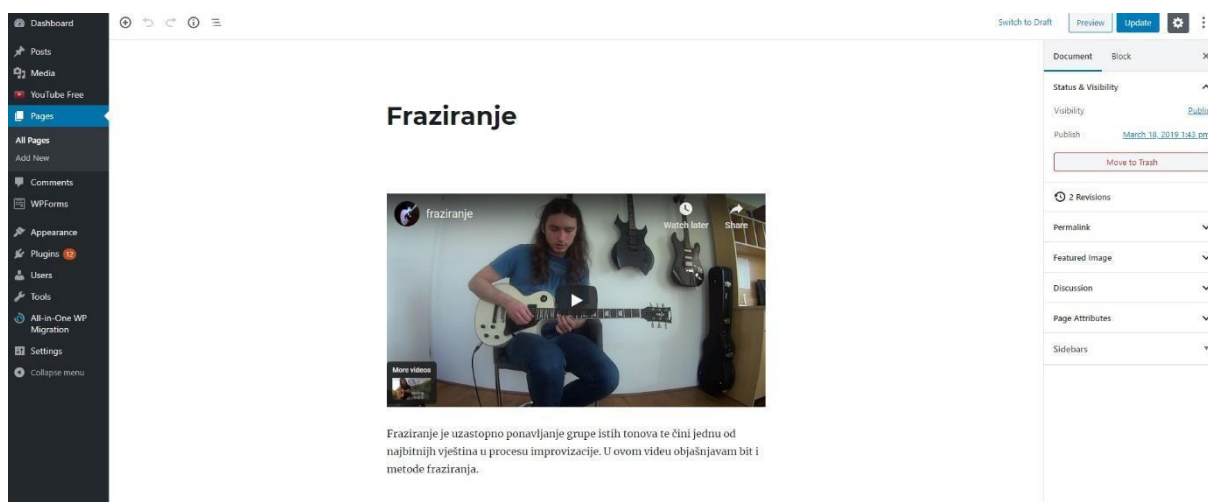 Dashboard
Posts
Media
YouTube Free
Pages
All Pages
Add New
Comments
WPForms
Appearance
Plugins 12
Users
Tools
All-in-One WP
Migration
Settings
Collapse menu
Switch to Draft
Preview
Update
Fraziranje
fraziranje
Watch later
Share
More videos
Fraziranje je uzastopno ponavljanje grupe istih tonova te čini jednu od
najbitnijih vještina u procesu improvizacije. U ovom videu objašnjavam bit i
metode fraziranja.
Document Block
Status & Visibility
Visibility Public
Publish March 18, 2019 1:43 pm
Move to Trash
2 Revisions
Permalink
Featured Image
Discussion
Page Attributes
Sidebars